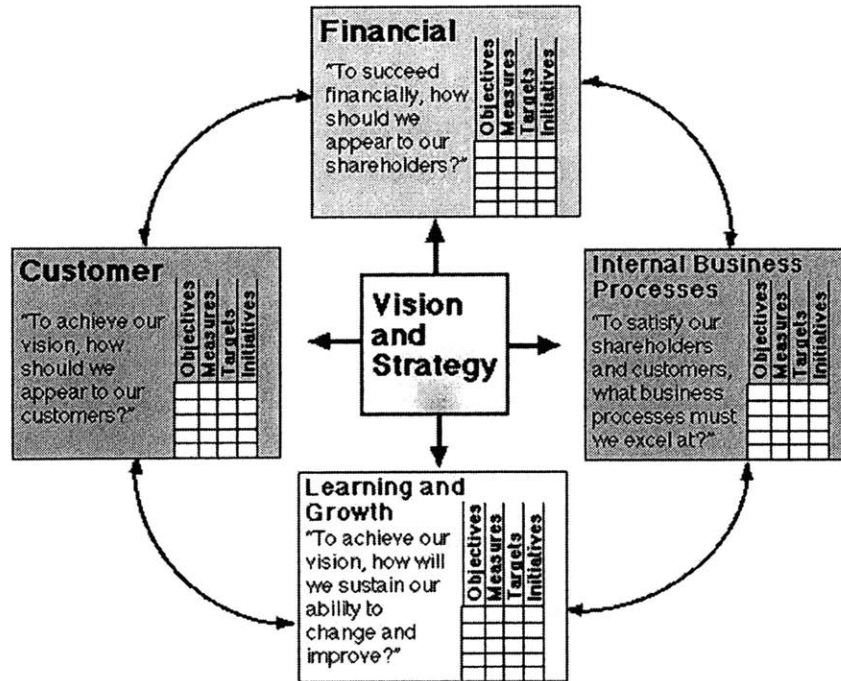 Financial
"To succeed
financially, how
should we
appear to our
shareholders?"
Objectives
Measures
Targets
Initiatives
Customer
"To achieve our
vision, how
should we
appear to our
customers?"
Objectives
Measures
Targets
Initiatives
Vision
and
Strategy
Internal Business
Processes
"To satisfy our
shareholders
and customers,
what business
processes must
we excel at?"
Objectives
Measures
Targets
Initiatives
Learning and
Growth
"To achieve our
vision, how will
we sustain our
ability to
change and
improve?"
Objectives
Measures
Targets
Initiatives